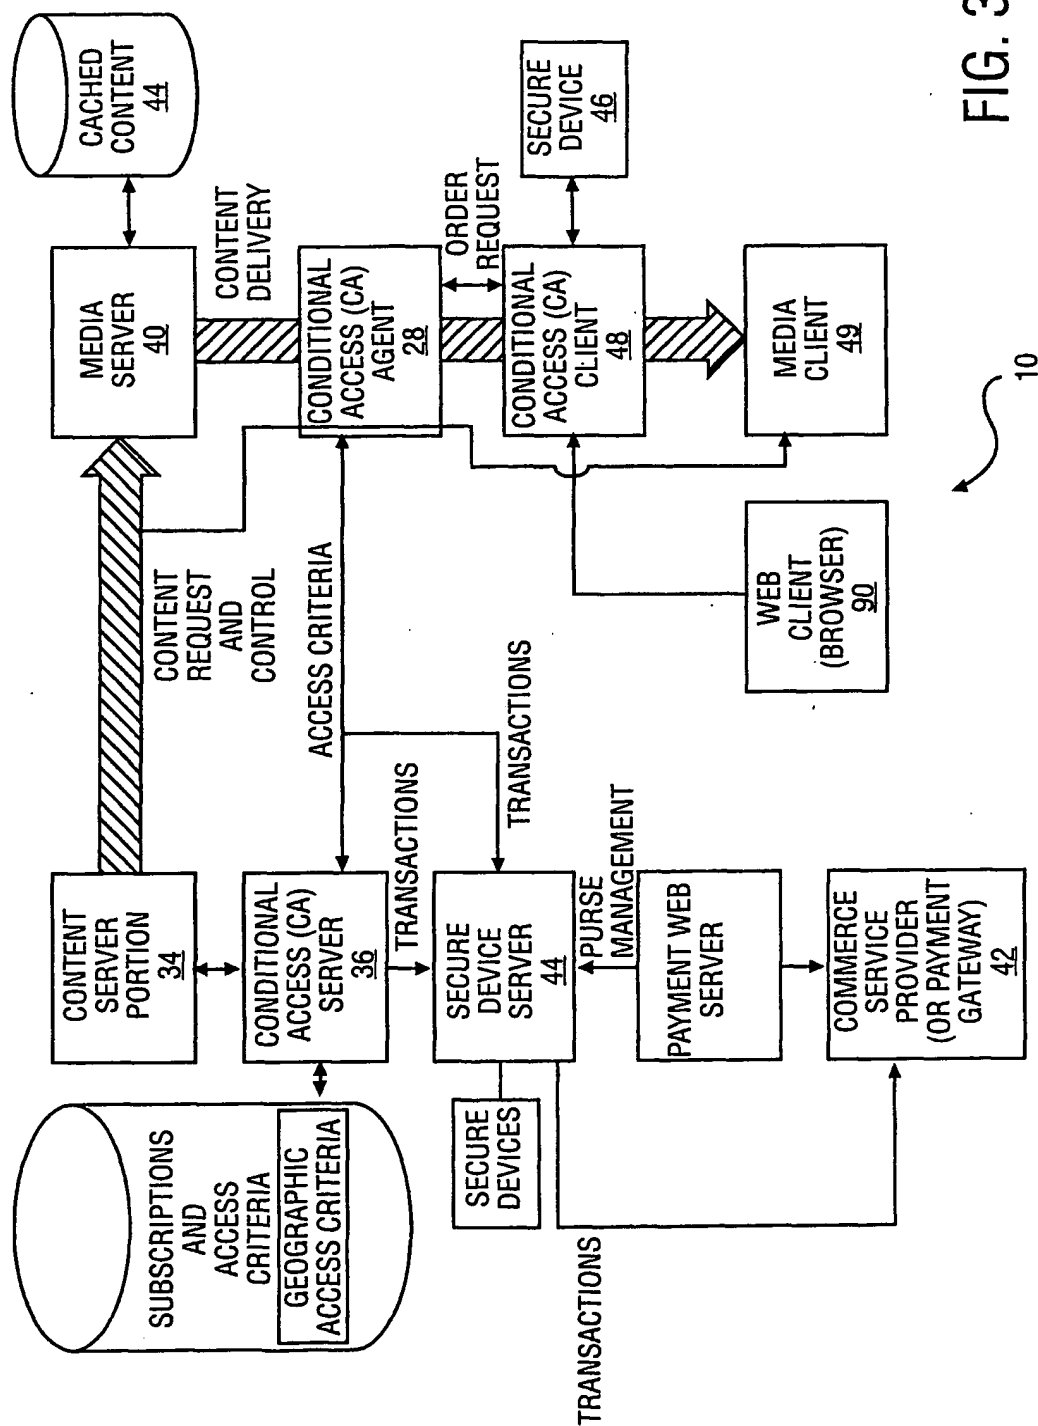 SUBSCRIPTIONS
AND
ACCESS
CRITERIA
GEOGRAPHIC
ACCESS CRITERIA
CONTENT
SERVER
PORTION
34
CONDITIONAL
ACCESS (CA)
SERVER
36
TRANSACTIONS
SECURE
DEVICE
SERVER
44
SECURE
DEVICES
PURSE
MANAGEMENT
PAYMENT WEB
SERVER
COMMERCE
SERVICE
PROVIDER
(OR PAYMENT
GATEWAY)
42
TRANSACTIONS
TRANSACTIONS
ACCESS CRITERIA
CONTENT
REQUEST
AND
CONTROL
MEDIA
SERVER
40
CACHED
CONTENT
44
CONTENT
DELIVERY
CONDITIONAL
ACCESS (CA)
AGENT
28
ORDER
REQUEST
CONDITIONAL
ACCESS (CA)
CLIENT
48
SECURE
DEVICE
46
MEDIA
CLIENT
49
WEB
CLIENT
(BROWSER)
90
10
FIG. 3